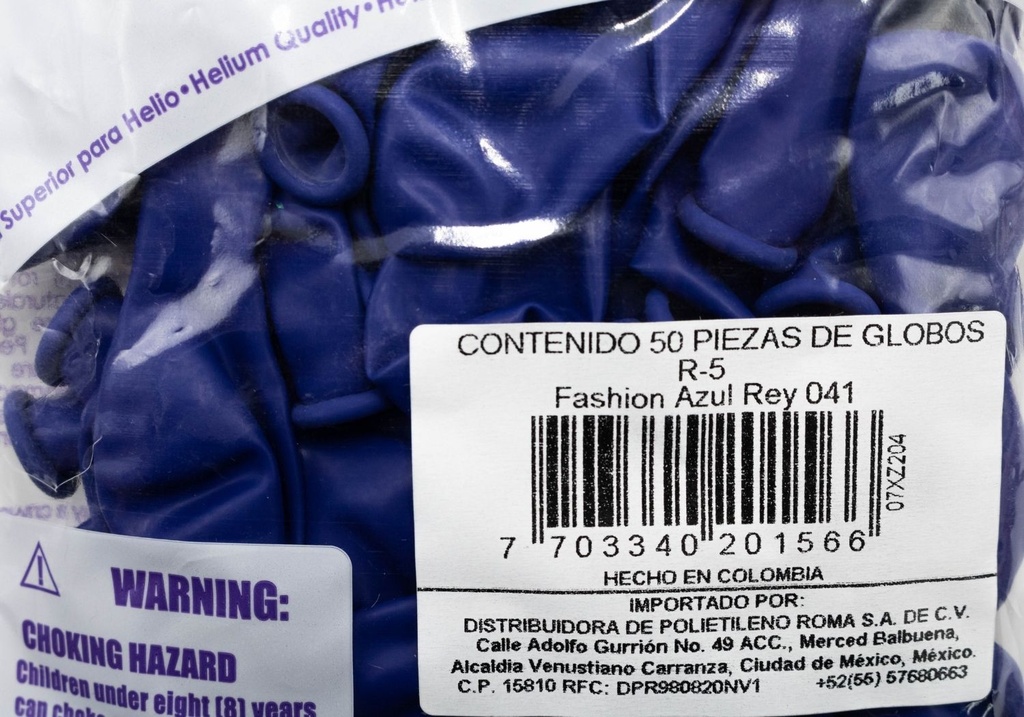 Superior para Helio • Helium Quality •
CONTENIDO 50 PIEZAS DE GLOBOS
R-5
Fashion Azul Rey 041
07XZ204
7 703340 201566
HECHO EN COLOMBIA
IMPORTADO POR:
DISTRIBUIDORA DE POLIETILENO ROMA S.A. DE C.V.
Calle Adolfo Gurrión No. 49 ACC., Merced Balbuena,
Alcaldia Venustiano Carranza, Ciudad de México, México.
C.P. 15810 RFC: DPR980820NV1 +52(55) 57680663
WARNING:
CHOKING HAZARD
Children under eight (8) years
can